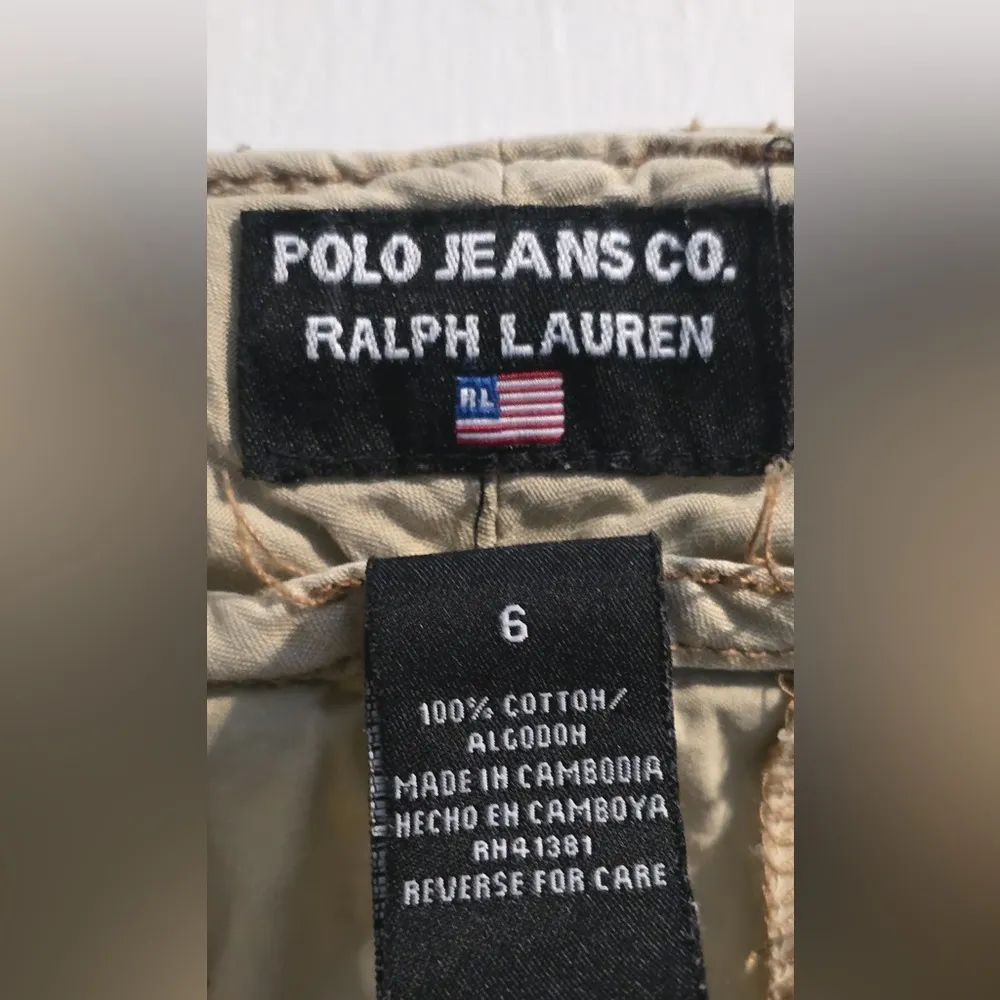 POLO JEANS CO.
RALPH LAUREN
RL
6
100% COTTON/
ALGODON
MADE IN CAMBODIA
HECHO EN CAMBOYA
RN41381
REVERSE FOR CARE